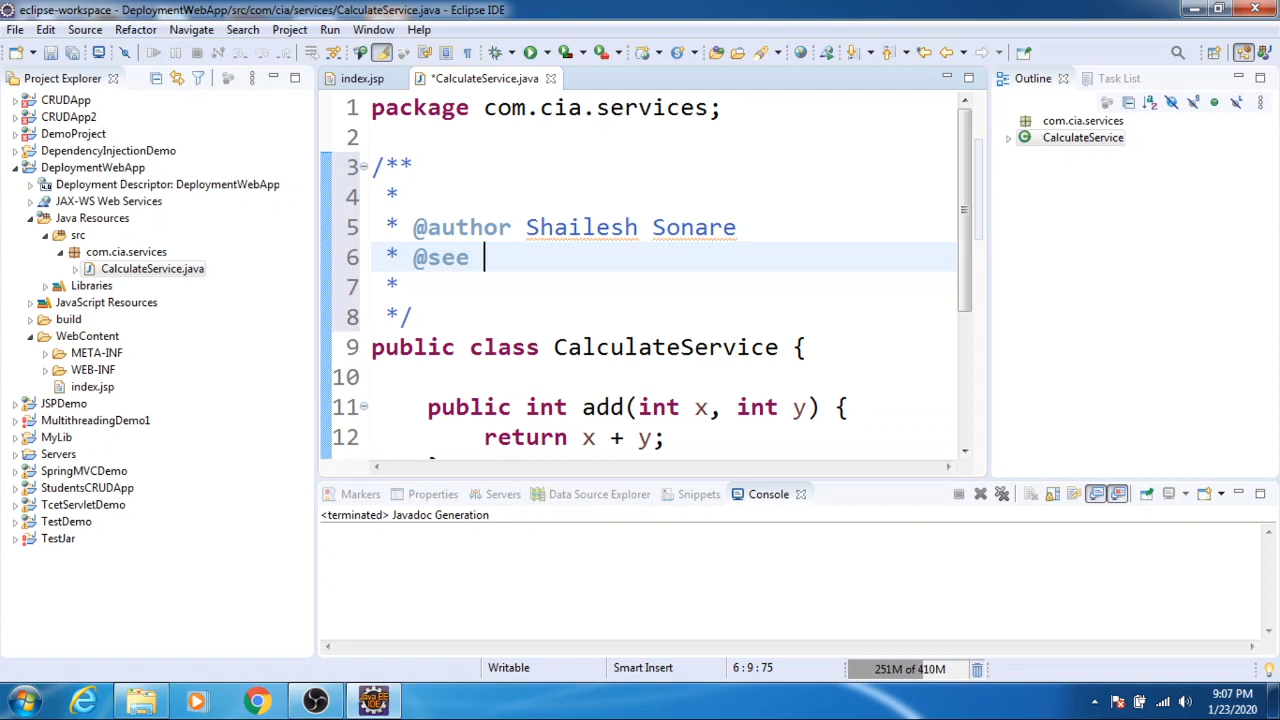 eclipse-workspace - DeploymentWebApp/src/com/cia/services/CalculateService.java - Eclipse IDE
File Edit Source Refactor Navigate Search Project Run Window Help
Project Explorer
index.jsp
*CalculateService.java
Outline
Task List
CRUDApp
CRUDApp2
DemoProject
DependencyInjectionDemo
DeploymentWebApp
Deployment Descriptor: DeploymentWebApp
JAX-WS Web Services
Java Resources
src
com.cia.services
CalculateService.java
Libraries
JavaScript Resources
build
WebContent
META-INF
WEB-INF
index.jsp
JSPDemo
MultithreadingDemo1
MyLib
Servers
SpringMVCDemo
StudentsCRUDApp
TcetServletDemo
TestDemo
TestJar
1 package com.cia.services;
2
3 /**
4 *
5 * @author Shailesh Sonare
6 * @see
7 *
8 */
9 public class CalculateService {
10
11 public int add(int x, int y) {
12 return x + y;
}
com.cia.services
CalculateService
Markers Properties Servers Data Source Explorer Snippets Console
<terminated> Javadoc Generation
Writable
Smart Insert
6 : 9 : 75
251M of 410M
Java EE
IDE
9:07 PM
1/23/2020